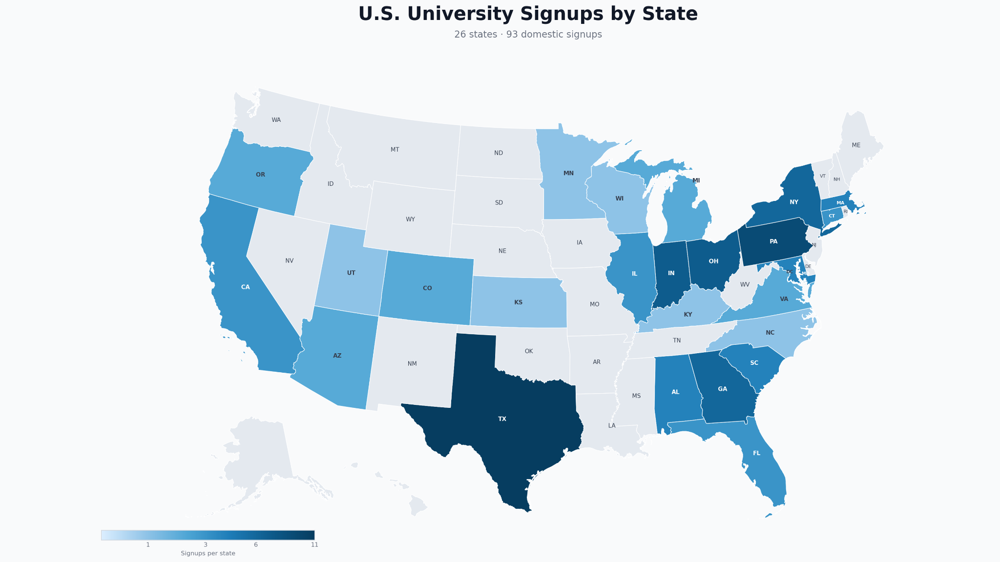 U.S. University Signups by State
26 states · 93 domestic signups
WA
ME
MT
ND
VT
NH
OR
MN
MI
ID
WI
SD
NY
MA
RI
CT
WY
IA
PA
NJ
NE
NV
OH
DE
DC
UT
IN
IL
MD
CA
CO
WV
KS
VA
MO
KY
NC
TN
AZ
OK
NM
AR
SC
GA
AL
MS
TX
LA
FL
1
3
6
11
Signups per state